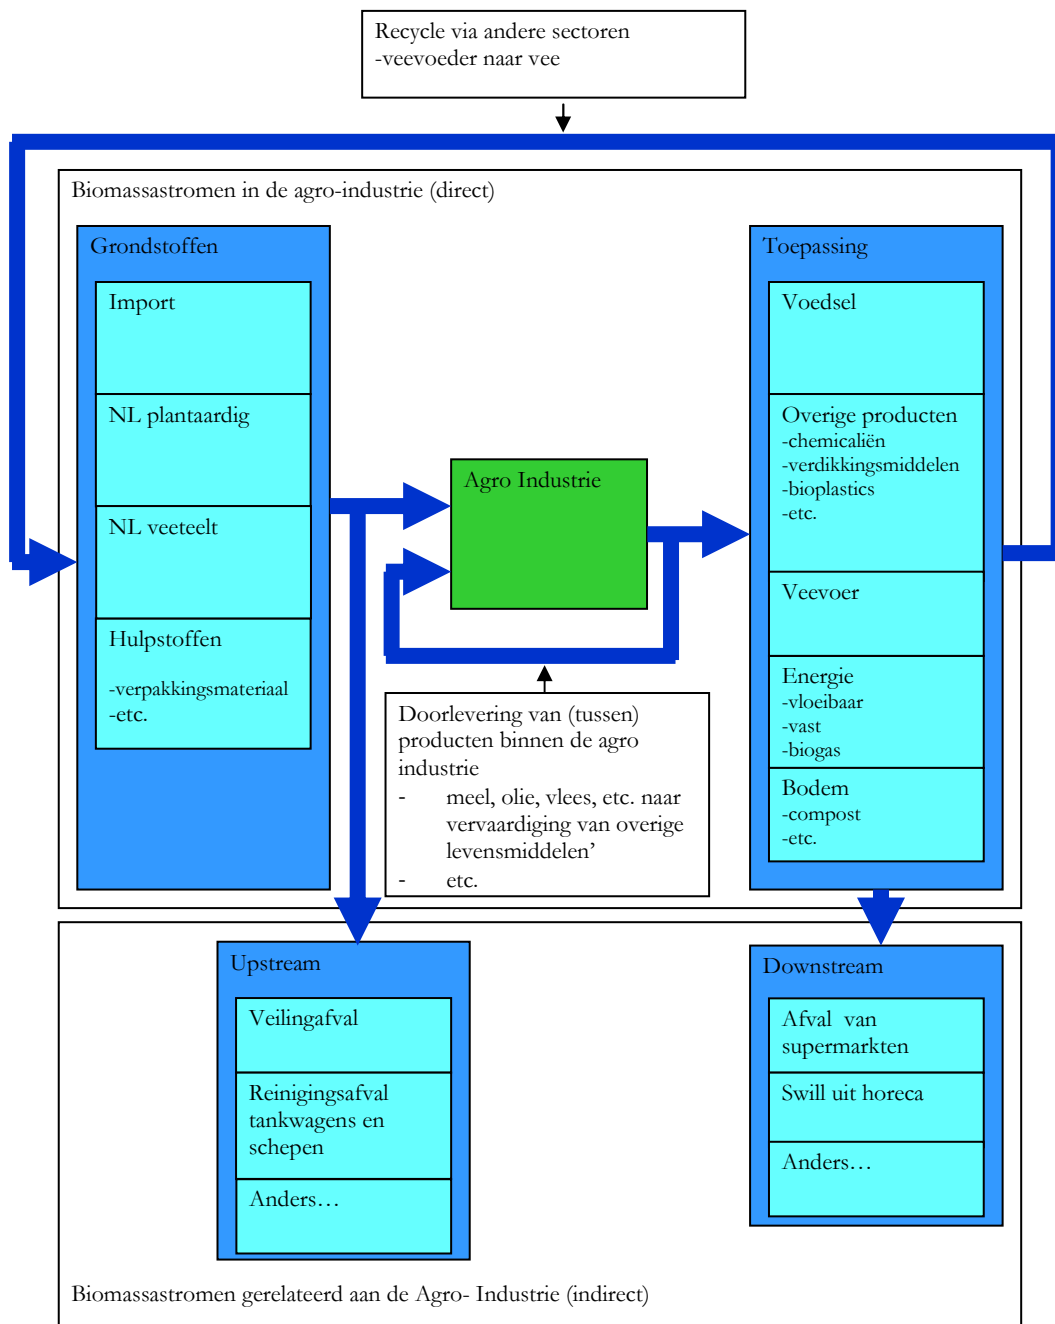 Recycle via andere sectoren
-veevoeder naar vee
Biomassastromen in de agro-industrie (direct)
Grondstoffen
Import
NL plantaardig
NL veeteelt
Hulpstoffen
-verpakkingsmateriaal
-etc.
Agro Industrie
Doorlevering van (tussen)
producten binnen de agro
industrie
- meel, olie, vlees, etc. naar
vervaardiging van overige
levensmiddelen’
- etc.
Toepassing
Voedsel
Overige producten
-chemicaliën
-verdikkingsmiddelen
-bioplastics
-etc.
Veevoer
Energie
-vloeibaar
-vast
-biogas
Bodem
-compost
-etc.
Upstream
Veilingafval
Reinigingsafval
tankwagens en
schepen
Anders…
Downstream
Afval van
supermarkten
Swill uit horeca
Anders…
Biomassastromen gerelateerd aan de Agro- Industrie (indirect)